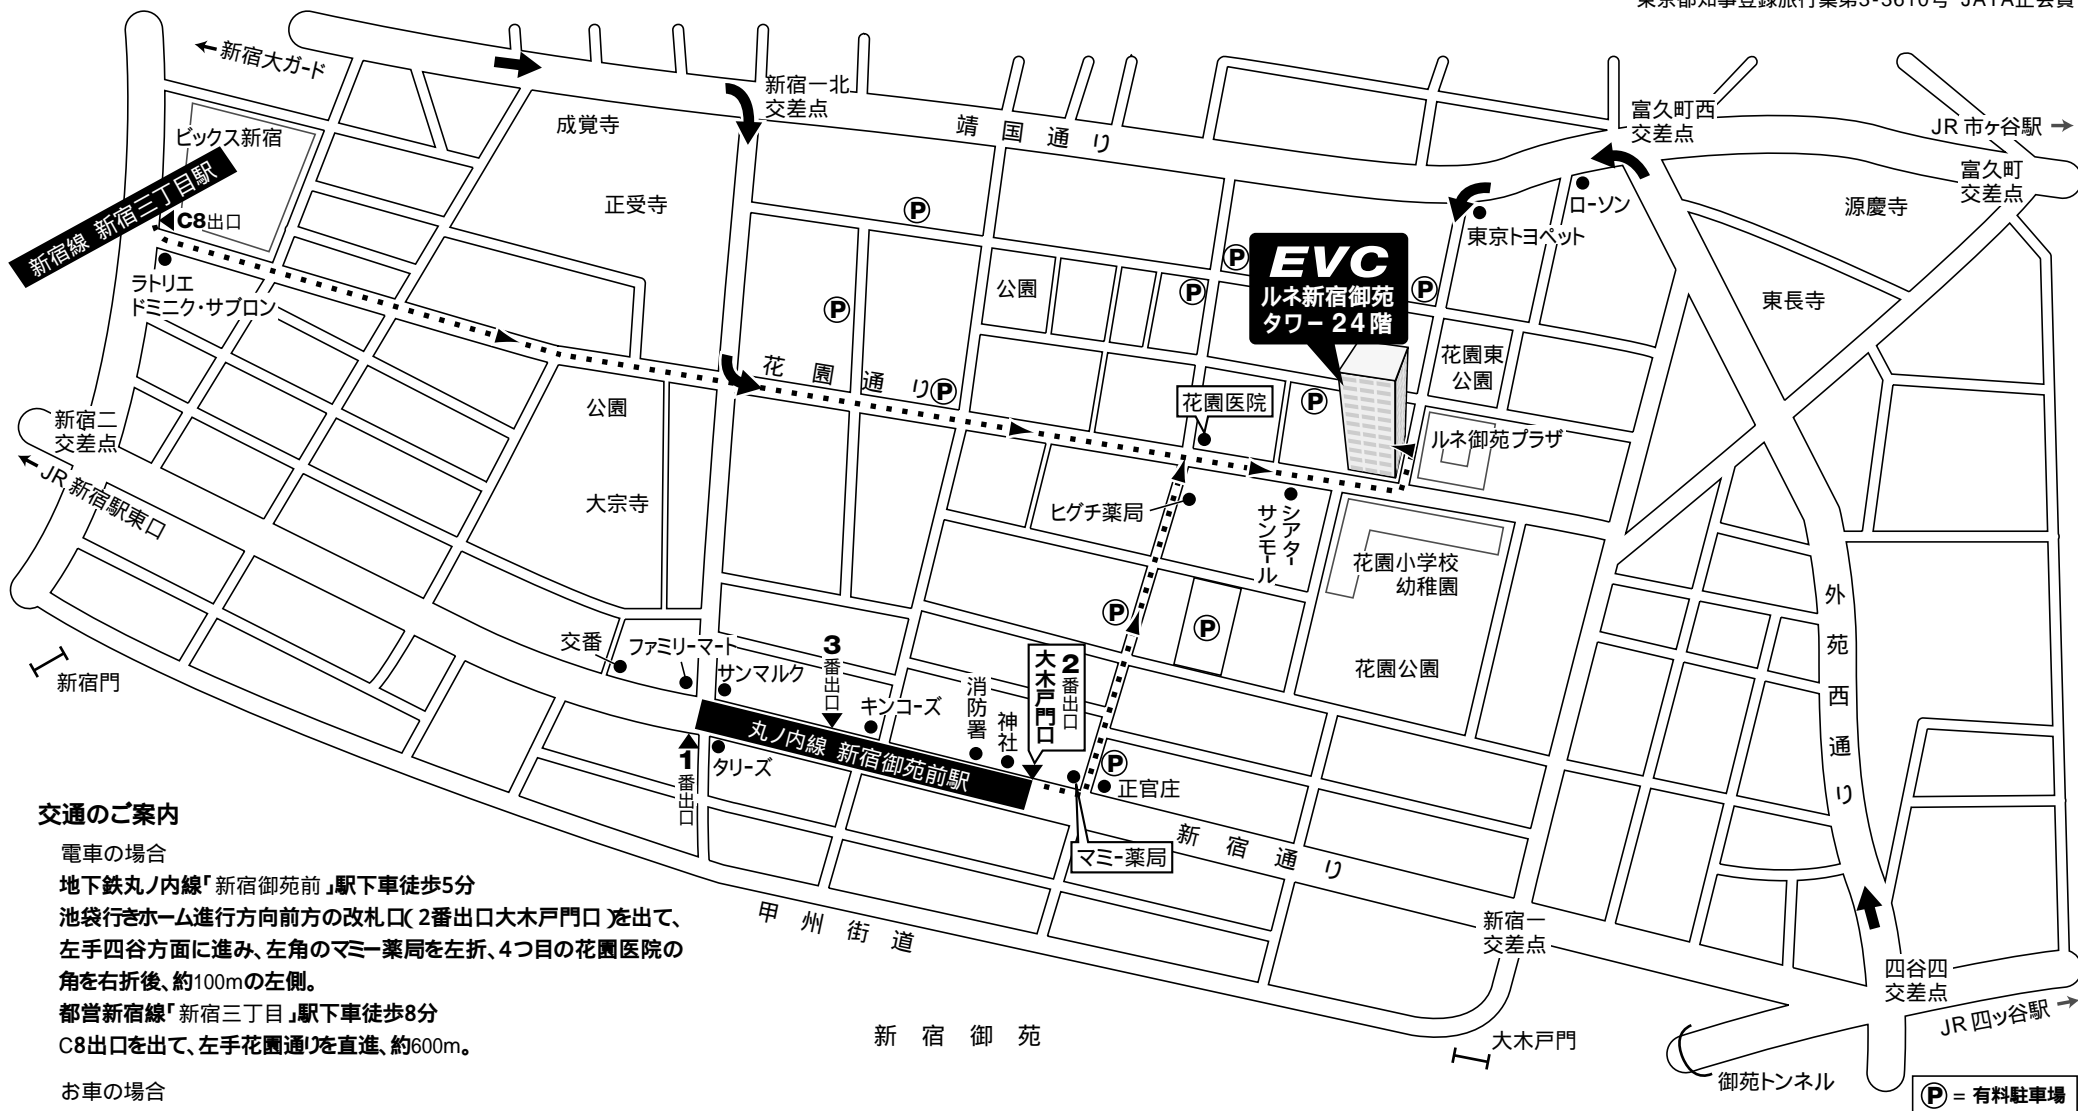 東京都知事登録旅行業第3-3610号 JATA正会員
←新宿大ガード
新宿一北
交差点
靖国通り
富久町西
交差点
JR 市ヶ谷駅 →
富久町
交差点
ビックス新宿
成覚寺
正受寺
新宿線 新宿三丁目駅
C8出口
ラトリエ
ドミニク・サブロン
P
ローソン
東京トヨペット
源慶寺
東長寺
EVC
ルネ新宿御苑
タワー 24階
公園
P
P
P
P
花園通り
P
花園東
公園
花園医院
P
ルネ御苑プラザ
新宿二
交差点
←JR 新宿駅東口
公園
大宗寺
ヒグチ薬局
シアター
サンモール
花園小学校
幼稚園
花園公園
外苑西通り
新宿門
交番
ファミリーマート
サンマルク
3番出口
キンコーズ
消防署
神社
2番出口
大木戸門口
P
P
P
正官庄
マミー薬局
丸ノ内線 新宿御苑前駅
1番出口
タリーズ
新宿通り
甲州街道
新宿一
交差点
四谷四
交差点
JR 四ッ谷駅 →
新宿御苑
大木戸門
御苑トンネル
P = 有料駐車場
交通のご案内
電車の場合
地下鉄丸ノ内線「新宿御苑前」駅下車徒歩5分
池袋行きホーム進行方向前方の改札口(2番出口大木戸門口)を出て、
左手四谷方面に進み、左角のマミー薬局を左折、4つ目の花園医院の
角を右折後、約100mの左側。
都営新宿線「新宿三丁目」駅下車徒歩8分
C8出口を出て、左手花園通りを直進、約600m。
お車の場合